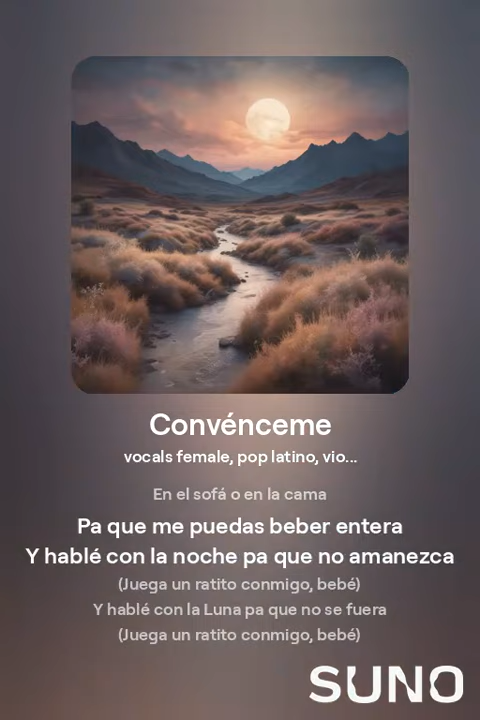 Convénceme
vocals female, pop latino, vio...
En el sofá o en la cama
Pa que me puedas beber entera
Y hablé con la noche pa que no amanezca
(Juega un ratito conmigo, bebé)
Y hablé con la Luna pa que no se fuera
(Juega un ratito conmigo, bebé)
SUNO